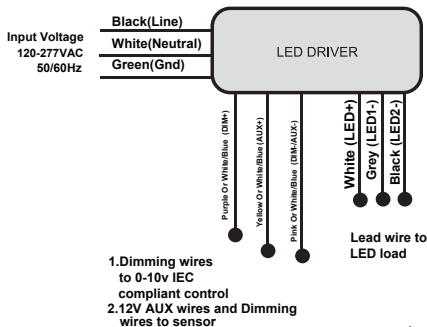 Black(Line)
Input Voltage
White(Neutral)
120-277VAC
Green(Gnd)
50/60Hz
LED DRIVER
Purple Or White/Blue (DIM+)
Yellow Or White/Blue (AUX+)
Pink Or White/Blue (DIM-/AUX-)
White (LED+)
Grey (LED1-)
Black (LED2-)
Lead wire to
LED load
1.Dimming wires
to 0-10v IEC
compliant control
2.12V AUX wires and Dimming
wires to sensor